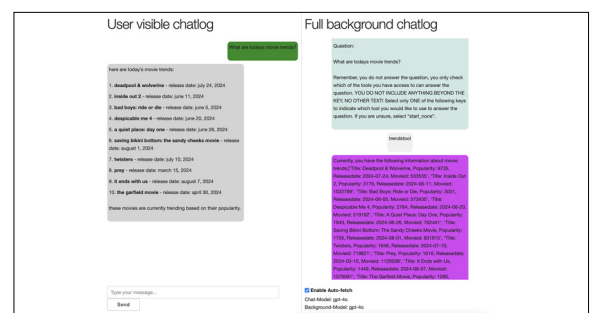 User visible chatlog
What are todays movie trends?
here are today's movie trends:
1. deadpool & wolverine - release date: july 24, 2024
2. inside out 2 - release date: june 11, 2024
3. bad boys: ride or die - release date: june 5, 2024
4. despicable me 4 - release date: june 20, 2024
5. a quiet place: day one - release date: june 26, 2024
6. saving bikini bottom: the sandy cheeks movie - release
date: august 1, 2024
7. twisters - release date: july 10, 2024
8. prey - release date: march 15, 2024
9. it ends with us - release date: august 7, 2024
10. the garfield movie - release date: april 30, 2024
these movies are currently trending based on their popularity.
Type your message...
Send
Full background chatlog
Question:
What are todays movie trends?
Remember, you do not answer the question, you only check
which of the tools you have access to can answer the
question. YOU DO NOT INCLUDE ANYTHING BEYOND THE
KEY, NO OTHER TEXT! Select only ONE of the following keys
to indicate which tool you would like to use to answer the
question. If you are unsure, select "start_none".
trendstool
Currently, you have the following information about movie
trends:['Title: Deadpool & Wolverine, Popularity: 9735,
Releasedate: 2024-07-24, MovieId: 533535', 'Title: Inside Out
2, Popularity: 3170, Releasedate: 2024-06-11, MovieId:
1022789', 'Title: Bad Boys: Ride or Die, Popularity: 3001,
Releasedate: 2024-06-05, MovieId: 573435', 'Title:
Despicable Me 4, Popularity: 2784, Releasedate: 2024-06-20,
MovieId: 519182', 'Title: A Quiet Place: Day One, Popularity:
1943, Releasedate: 2024-06-26, MovieId: 762441', 'Title:
Saving Bikini Bottom: The Sandy Cheeks Movie, Popularity:
1755, Releasedate: 2024-08-01, MovieId: 831815', 'Title:
Twisters, Popularity: 1646, Releasedate: 2024-07-10,
MovieId: 718821', 'Title: Prey, Popularity: 1616, Releasedate:
2024-03-15, MovieId: 'Title: It Ends with Us,
Popularity: 1449, Releasedate: 2024-08-07, MovieId:
'Title: The Garfield Movie, Popularity: 1280,
Enable Auto-fetch
Chat-Model: gpt-4o
Background-Model: gpt-4o